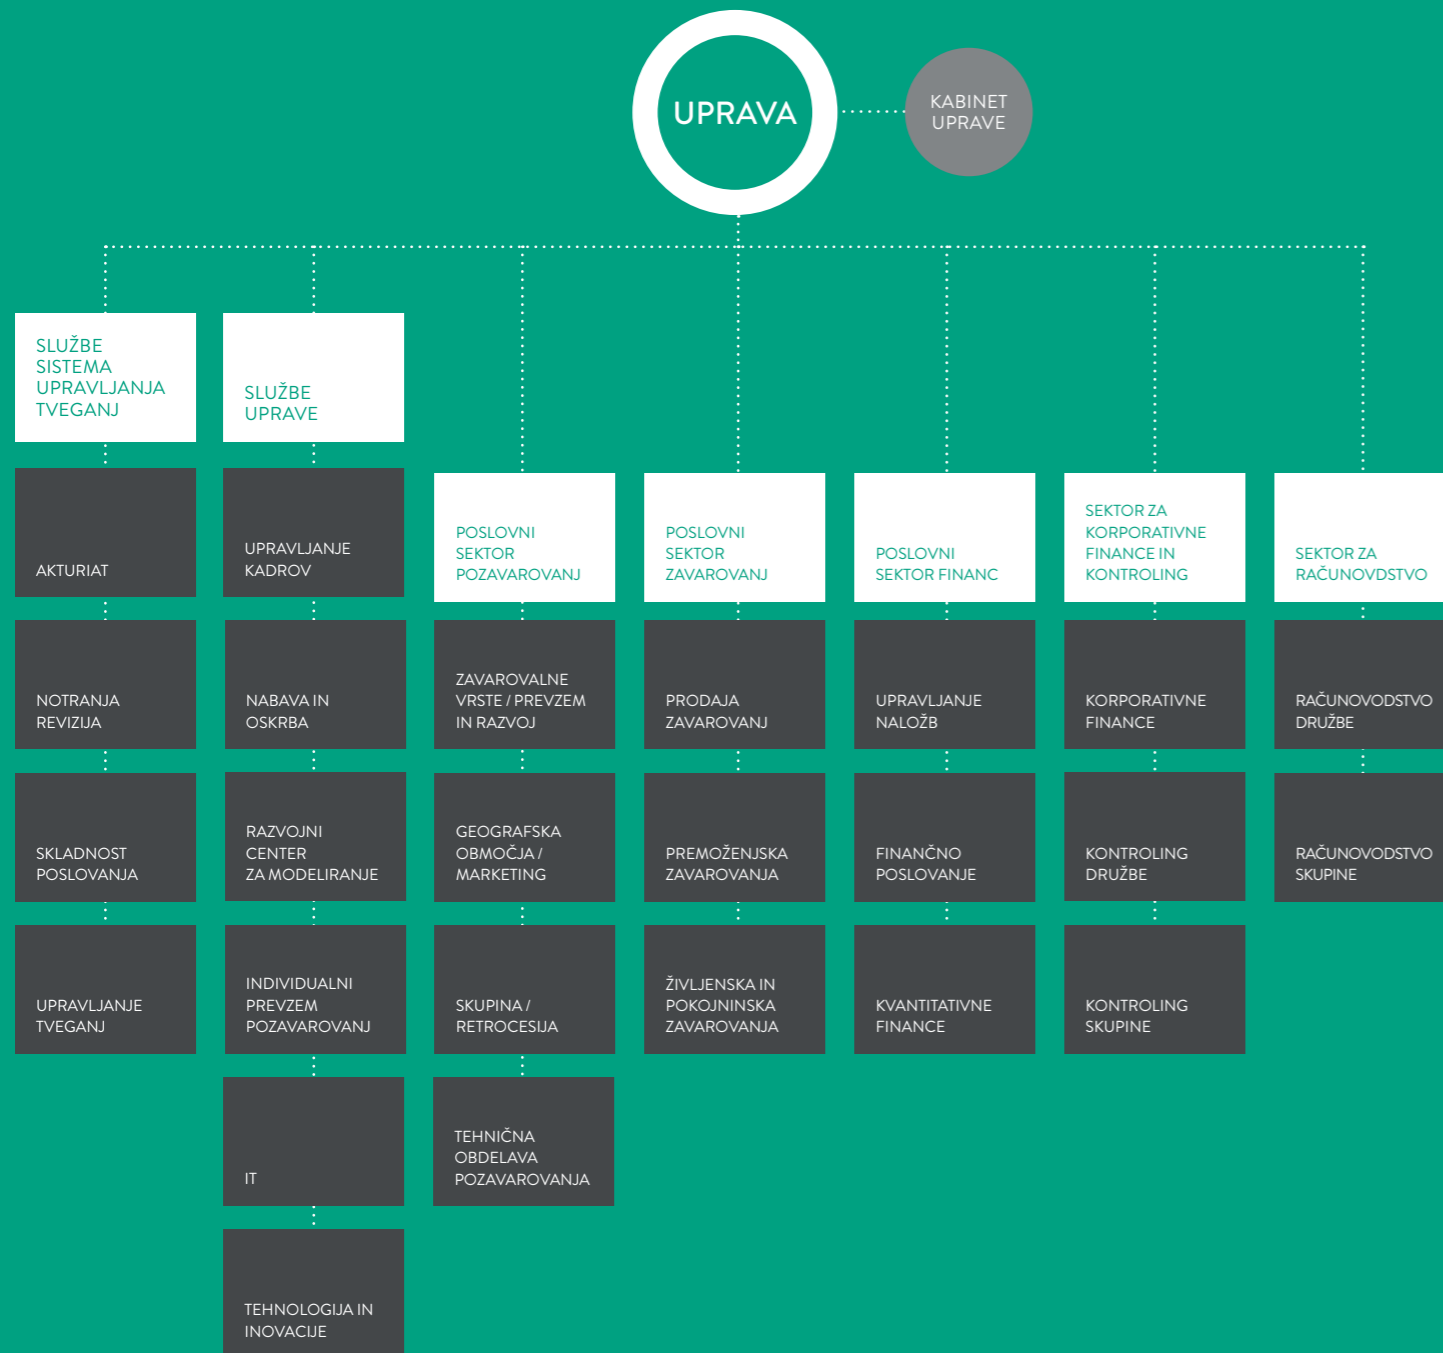 UPRAVA
KABINET
UPRAVE
SLUŽBE
SISTEMA
UPRAVLJANJA
TVEGANJ
AKTURIAT
NOTRANJA
REVIZIJA
SKLADNOST
POSLOVANJA
UPRAVLJANJE
TVEGANJ
SLUŽBE
UPRAVE
UPRAVLJANJE
KADROV
NABAVA IN
OSKRBA
RAZVOJNI
CENTER
ZA MODELIRANJE
INDIVIDUALNI
PREVZEM
POZAVAROVANJ
IT
TEHNOLOGIJA IN
INOVACIJE
POSLOVNI
SEKTOR
POZAVAROVANJ
ZAVAROVALNE
VRSTE / PREVZEM
IN RAZVOJ
GEOGRAFSKA
OBMOČJA /
MARKETING
SKUPINA /
RETROCESIJA
TEHNIČNA
OBDELAVA
POZAVAROVANJA
POSLOVNI
SEKTOR
ZAVAROVANJ
PRODAJA
ZAVAROVANJ
PREMOŽENJSKA
ZAVAROVANJA
ŽIVLJENSKA IN
POKOJNINSKA
ZAVAROVANJA
POSLOVNI
SEKTOR FINANC
UPRAVLJANJE
NALOŽB
FINANČNO
POSLOVANJE
KVANTITATIVNE
FINANCE
SEKTOR ZA
KORPORATIVNE
FINANCE IN
KONTROLING
KORPORATIVNE
FINANCE
KONTROLING
DRUŽBE
KONTROLING
SKUPINE
SEKTOR ZA
RAČUNOVDSTVO
RAČUNOVODSTVO
DRUŽBE
RAČUNOVODSTVO
SKUPINE